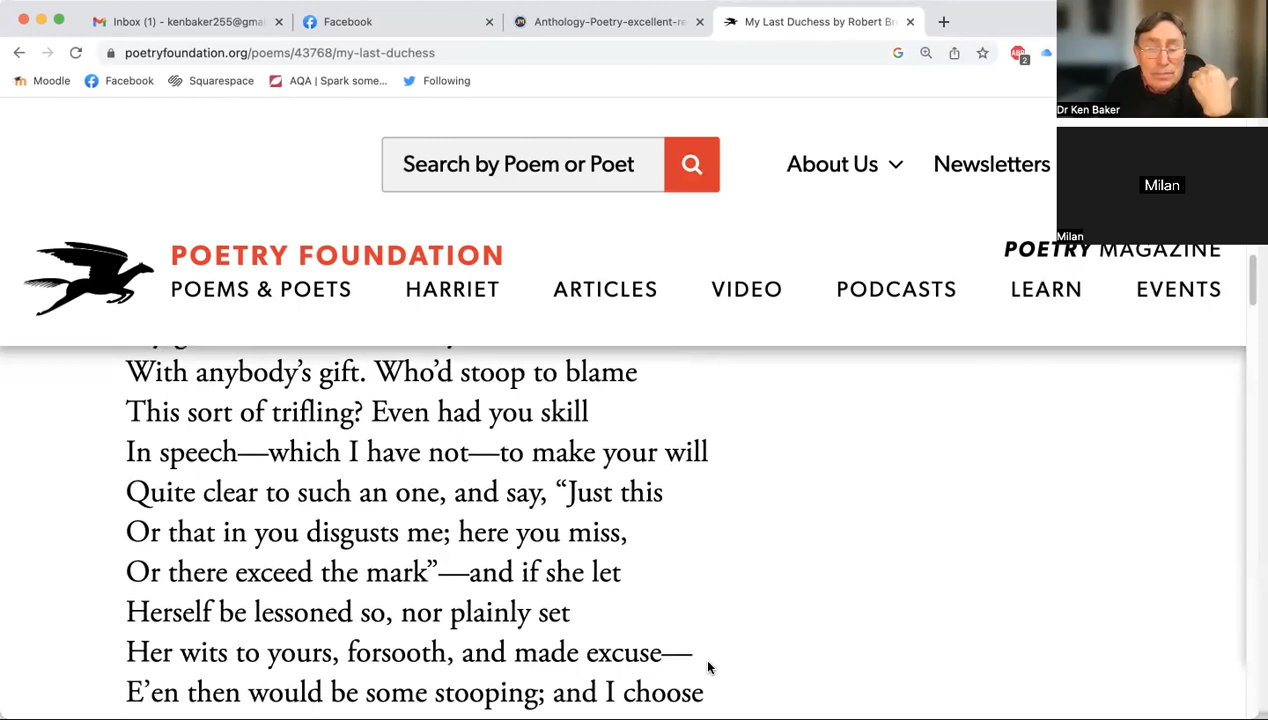 Inbox (1) - kenbaker255@gma
Facebook
Anthology-Poetry-excellent-re
My Last Duchess by Robert Br
poetryfoundation.org/poems/43768/my-last-duchess
Moodle
Facebook
Squarespace
AQA | Spark some...
Following
2
Dr Ken Baker
Milan
Milan
Search by Poem or Poet
About Us
Newsletters
POETRY FOUNDATION
POETRY MAGAZINE
POEMS & POETS
HARRIET
ARTICLES
VIDEO
PODCASTS
LEARN
EVENTS
With anybody’s gift. Who’d stoop to blame
This sort of trifling? Even had you skill
In speech—which I have not—to make your will
Quite clear to such an one, and say, “Just this
Or that in you disgusts me; here you miss,
Or there exceed the mark”—and if she let
Herself be lessoned so, nor plainly set
Her wits to yours, forsooth, and made excuse—
E’en then would be some stooping; and I choose